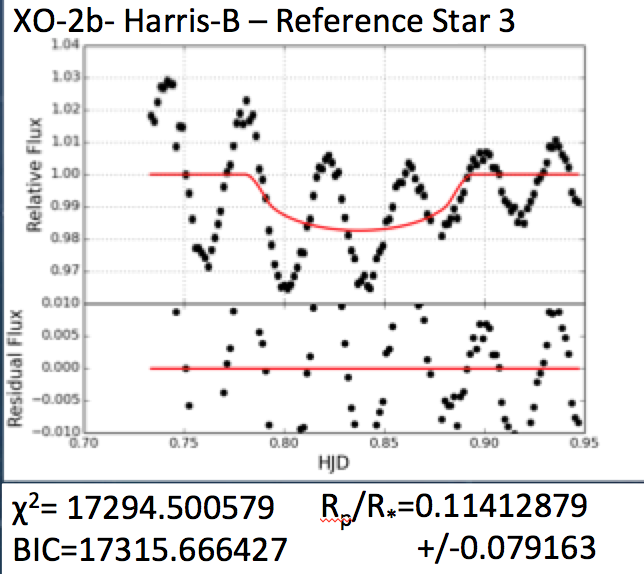 XO-2b- Harris-B – Reference Star 3
1.04
1.03
1.02
1.01
1.00
0.99
0.98
0.97
Relative Flux
0.010
0.005
0.000
−0.005
−0.010
Residual Flux
0.70 0.75 0.80 0.85 0.90 0.95
HJD
χ²= 17294.500579 Rp/R*=0.11412879
BIC=17315.666427 +/-0.079163